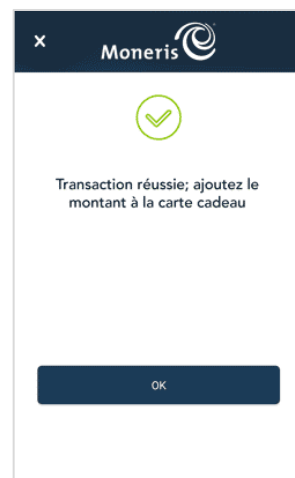 ×
Moneris
Transaction réussie; ajoutez le
montant à la carte cadeau
OK